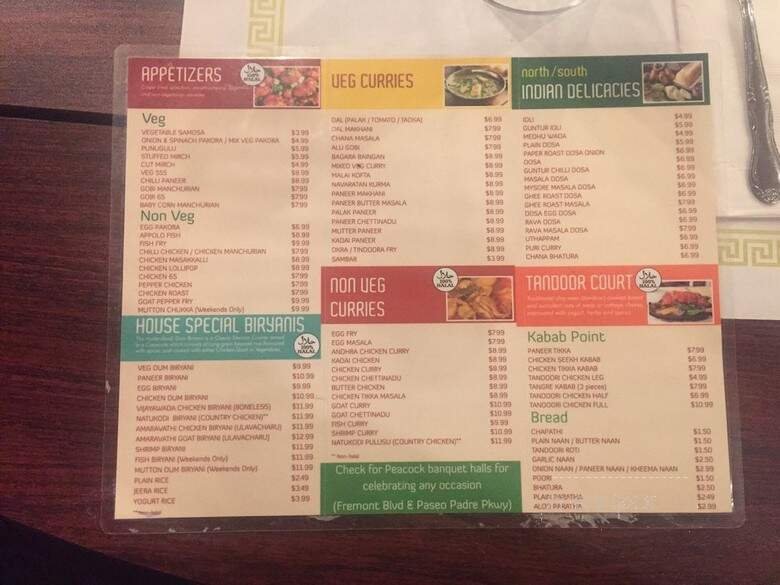 APPETIZERS
100%
HALAL
Veg
VEGETABLE SAMOSA $3.99
ONION & SPINACH PAKORA / MIX VEG PAKORA $4.99
PUNUGULU $5.99
STUFFED MIRCH $5.99
CUT MIRCH $4.99
VEG 555 $8.99
CHILLI PANEER $8.99
GOBI MANCHURIAN $7.99
GOBI 65 $7.99
BABY CORN MANCHURIAN $7.99
Non Veg
EGG PAKORA $6.99
APPOLO FISH $8.99
FISH FRY $9.99
CHILLI CHICKEN / CHICKEN MANCHURIAN $7.99
CHICKEN MASAKKALLI $8.99
CHICKEN LOLLIPOP $8.99
CHICKEN 65 $7.99
PEPPER CHICKEN $7.99
CHICKEN ROAST $7.99
GOAT PEPPER FRY $9.99
MUTTON CHUKKA (Weekends Only) $9.99
HOUSE SPECIAL BIRYANIS
100%
HALAL
VEG DUM BIRYANI $9.99
PANEER BIRYANI $10.99
EGG BIRYANI $9.99
CHICKEN DUM BIRYANI $10.99
VIJAYAWADA CHICKEN BIRYANI (BONELESS) $11.99
NATUKODI BIRYANI (COUNTRY CHICKEN)** $11.99
AMARAVATHI CHICKEN BIRYANI (ULAVACHARU) $11.99
AMARAVATHI GOAT BIRYANI (ULAVACHARU) $12.99
SHRIMP BIRYANI $11.99
FISH BIRYANI (Weekends Only) $11.99
MUTTON DUM BIRYANI (Weekends Only) $11.99
PLAIN RICE $2.49
JEERA RICE $3.49
YOGURT RICE $3.99
**Non-halal
VEG CURRIES
DAL (PALAK / TOMATO / TADKA) $6.99
DAL MAKHANI $7.99
CHANA MASALA $7.99
ALU GOBI $7.99
BAGARA BAINGAN $8.99
MIXED VEG CURRY $8.99
MALAI KOFTA $8.99
NAVARATAN KURMA $8.99
PANEER MAKHANI $8.99
PANEER BUTTER MASALA $8.99
PALAK PANEER $8.99
PANEER CHETTINADU $8.99
MUTTER PANEER $8.99
KADAI PANEER $8.99
OKRA / TINDOORA FRY $8.99
SAMBAR $3.99
NON VEG
CURRIES
100%
HALAL
EGG FRY $7.99
EGG MASALA $7.99
ANDHRA CHICKEN CURRY $8.99
KADAI CHICKEN $8.99
CHICKEN CURRY $8.99
CHICKEN CHETTINADU $8.99
BUTTER CHICKEN $8.99
CHICKEN TIKKA MASALA $8.99
GOAT CURRY $10.99
GOAT CHETTINADU $10.99
FISH CURRY $9.99
SHRIMP CURRY $10.99
NATUKODI PULUSU (COUNTRY CHICKEN)** $11.99
** Non-halal
Check for Peacock banquet halls for
celebrating any occasion
(Fremont Blvd & Paseo Padre Pkwy)
north / south
INDIAN DELICACIES
IDLI $4.99
GUNTUR IDLI $5.99
MEDHU WADA $4.99
PLAIN DOSA $5.99
PAPER ROAST DOSA ONION $6.99
DOSA $6.99
GUNTUR CHILLI DOSA $6.99
MASALA DOSA $6.99
MYSORE MASALA DOSA $6.99
GHEE ROAST DOSA $6.99
GHEE ROAST MASALA $7.99
DOSA EGG DOSA $6.99
RAVA DOSA $6.99
RAVA MASALA DOSA $7.99
UTHAPPAM $6.99
PURI CURRY $6.99
CHANA BHATURA $6.99
TANDOOR COURT
100%
HALAL
Kabab Point
PANEER TIKKA $7.99
CHICKEN SEEKH KABAB $6.99
CHICKEN TIKKA KABAB $7.99
TANDOORI CHICKEN LEG $4.99
TANGRI KABAB (2 pieces) $7.99
TANDOORI CHICKEN HALF $6.99
TANDOORI CHICKEN FULL $10.99
Bread
CHAPATHI $1.50
PLAIN NAAN / BUTTER NAAN $1.50
TANDOORI ROTI $1.50
GARLIC NAAN $2.50
ONION NAAN / PANEER NAAN / KHEEMA NAAN $2.99
POORI $1.50
BHATURA $2.50
PLAIN PARATHA $2.49
ALOO PARATHA $2.99